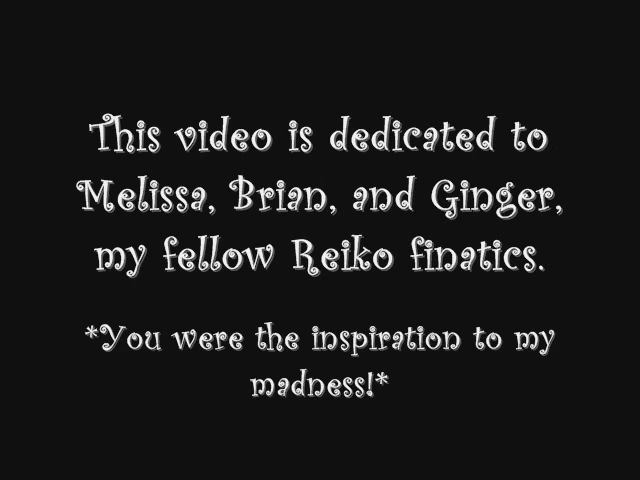 This video is dedicated to
Melissa, Brian, and Ginger,
my fellow Reiko finatics.
*You were the inspiration to my
madness!*